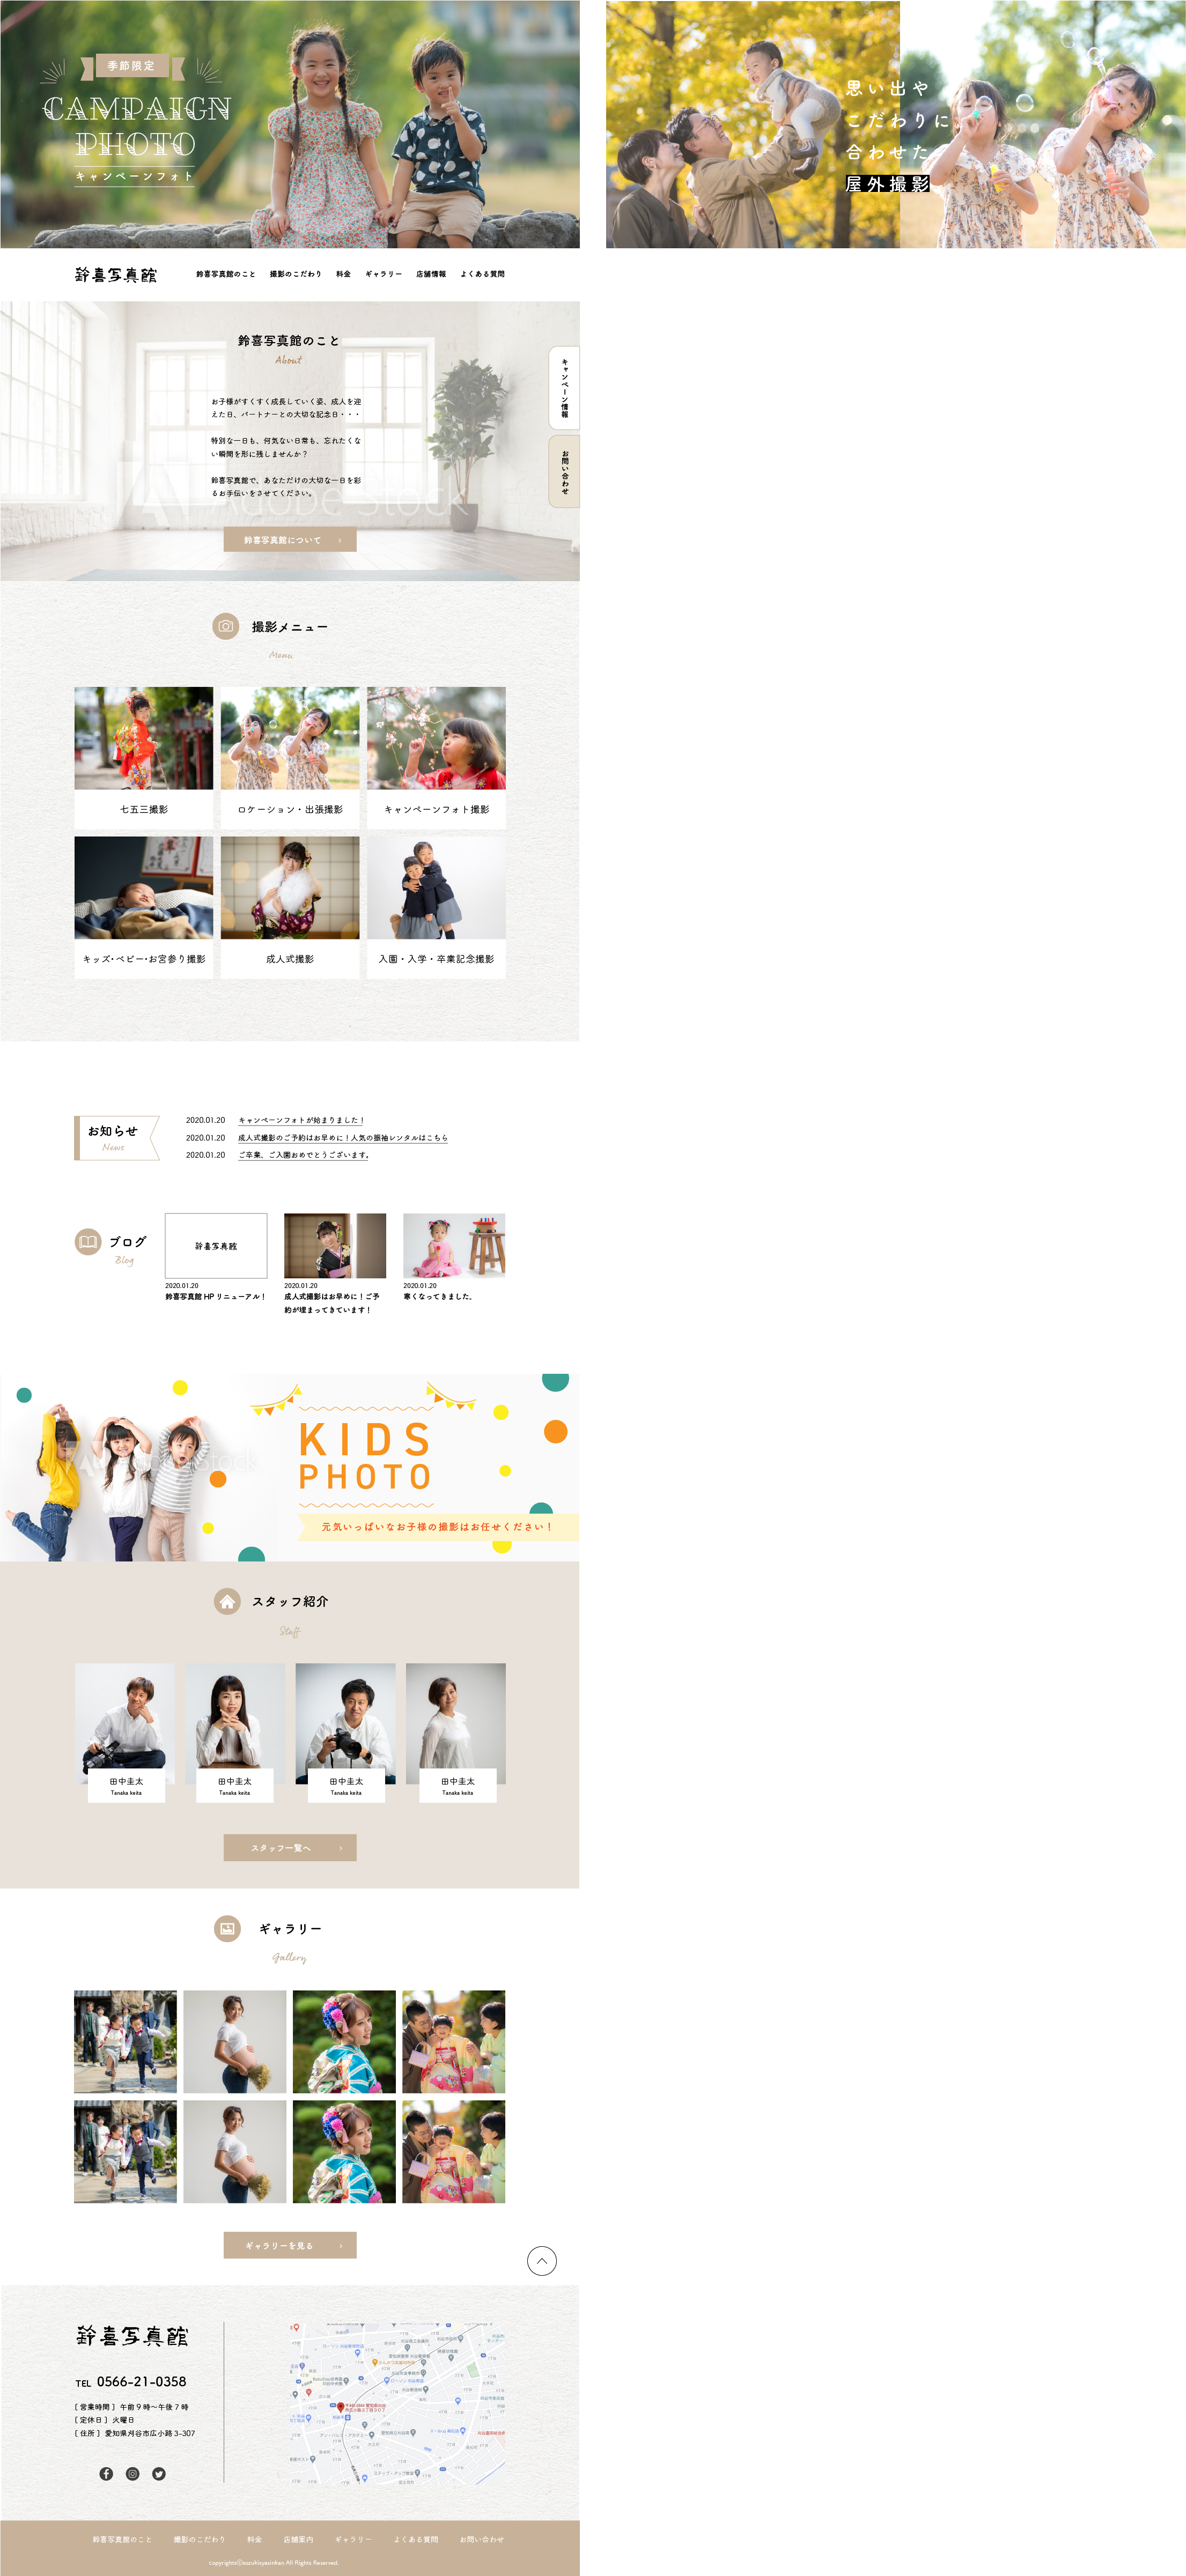 季節限定
CAMPAIGN
PHOTO
キャンペーンフォト
思い出や
こだわりに
合わせた
屋外撮影
鈴喜写真館
鈴喜写真館のこと 撮影のこだわり 料金 ギャラリー 店舗情報 よくある質問
鈴喜写真館のこと
About
お子様がすくすく成長していく姿、成人を迎
えた日、パートナーとの大切な記念日・・・
特別な一日も、何気ない日常も、忘れたくな
い瞬間を形に残しませんか？
鈴喜写真館で、あなただけの大切な一日を彩
るお手伝いをさせてください。
Adobe Stock
鈴喜写真館について
キャンペーン情報
お問い合わせ
撮影メニュー
Menu
七五三撮影
ロケーション・出張撮影
キャンペーンフォト撮影
キッズ・ベビー・お宮参り撮影
成人式撮影
入園・入学・卒業記念撮影
お知らせ
News
2020.01.20 キャンペーンフォトが始まりました！
2020.01.20 成人式撮影のご予約はお早めに！人気の振袖レンタルはこちら
2020.01.20 ご卒業、ご入園おめでとうございます。
ブログ
Blog
鈴喜写真館
2020.01.20
鈴喜写真館 HP リニューアル！
2020.01.20
成人式撮影はお早めに！ご予
約が埋まってきています！
2020.01.20
寒くなってきました。
KIDS
PHOTO
元気いっぱいなお子様の撮影はお任せください！
スタッフ紹介
Staff
田中圭太
Tanaka keita
田中圭太
Tanaka keita
田中圭太
Tanaka keita
田中圭太
Tanaka keita
スタッフ一覧へ
ギャラリー
Gallery
ギャラリーを見る
鈴喜写真館
TEL 0566-21-0358
[ 営業時間 ] 午前 9 時～午後 7 時
[ 定休日 ] 火曜日
[ 住所 ] 愛知県刈谷市広小路 3-307
鈴喜写真館のこと 撮影のこだわり 料金 店舗案内 ギャラリー よくある質問 お問い合わせ
copyrightsⓒsuzukisyasinkan All Rights Reserved.